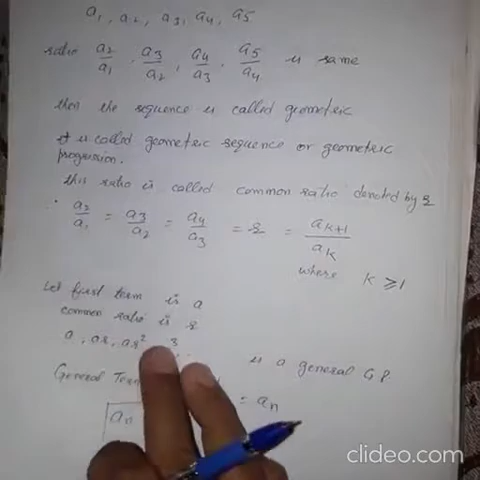 a1, a2, a3, a4, a5
ratio a2/a1, a3/a2, a4/a3, a5/a4 is same
then the sequence is called geometric
it is called geometric sequence or geometric
progression.
this ratio is called common ratio denoted by r
∴ a2/a1 = a3/a2 = a4/a3 = r = ak+1/ak
where k ≥ 1
Let first term is a
common ratio is r
a, ar, ar², is a general GP
General Term = an
an
clideo.com